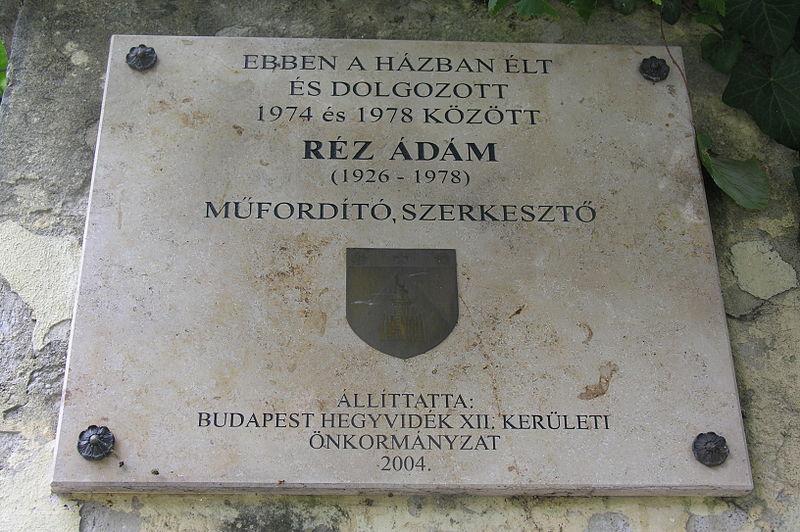 EBBEN A HÁZBAN ÉLT
ÉS DOLGOZOTT
1974 és 1978 KÖZÖTT
RÉZ ÁDÁM
(1926 - 1978)
MŰFORDÍTÓ, SZERKESZTŐ
ÁLLÍTTATTA:
BUDAPEST HEGYVIDÉK XII. KERÜLETI
ÖNKORMÁNYZAT
2004.